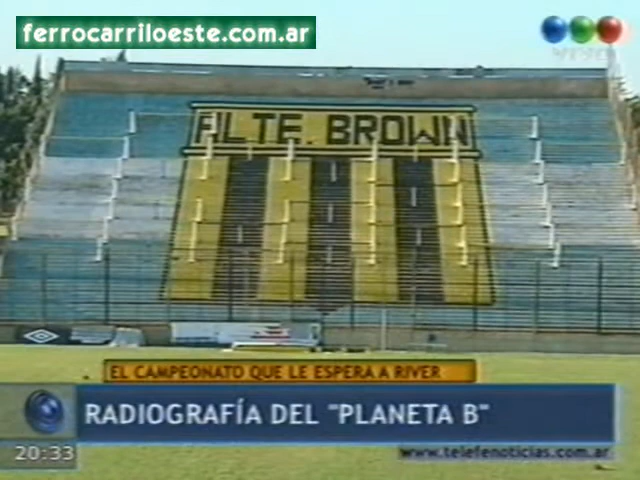 ferrocarriloeste.com.ar
ALTE. BROWN
EL CAMPEONATO QUE LE ESPERA A RIVER
RADIOGRAFÍA DEL "PLANETA B"
20:33
www.telefenoticias.com.ar